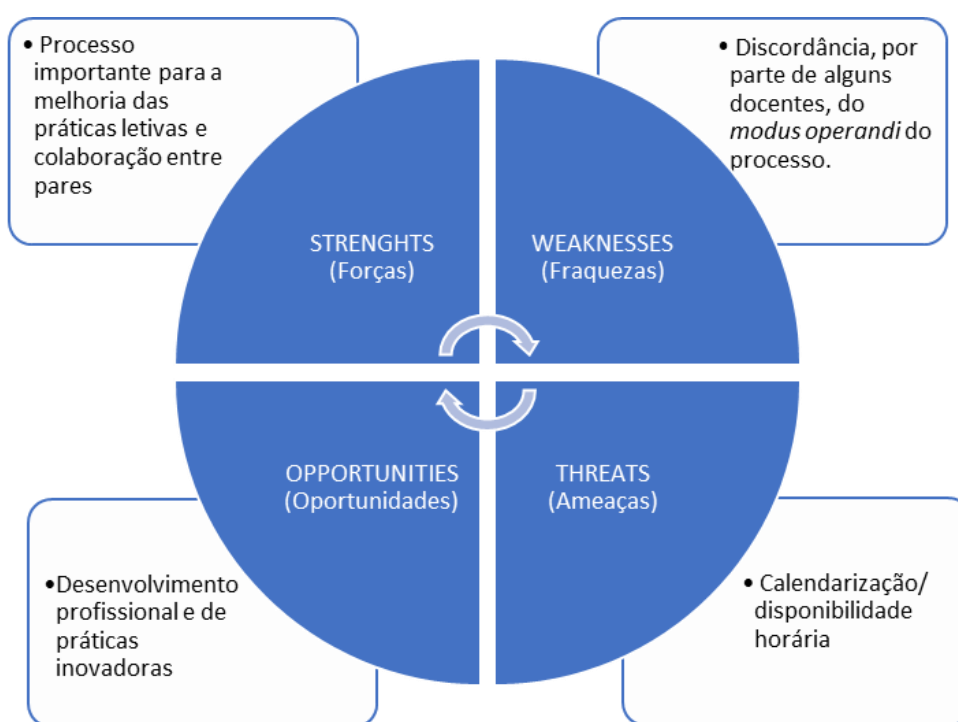 • Processo
importante para a
melhoria das
práticas letivas e
colaboração entre
pares
• Discordância, por
parte de alguns
docentes, do
modus operandi do
processo.
STRENGHTS
(Forças)
WEAKNESSES
(Fraquezas)
OPPORTUNITIES
(Oportunidades)
THREATS
(Ameaças)
•Desenvolvimento
profissional e de
práticas
inovadoras
• Calendarização/
disponibilidade
horária